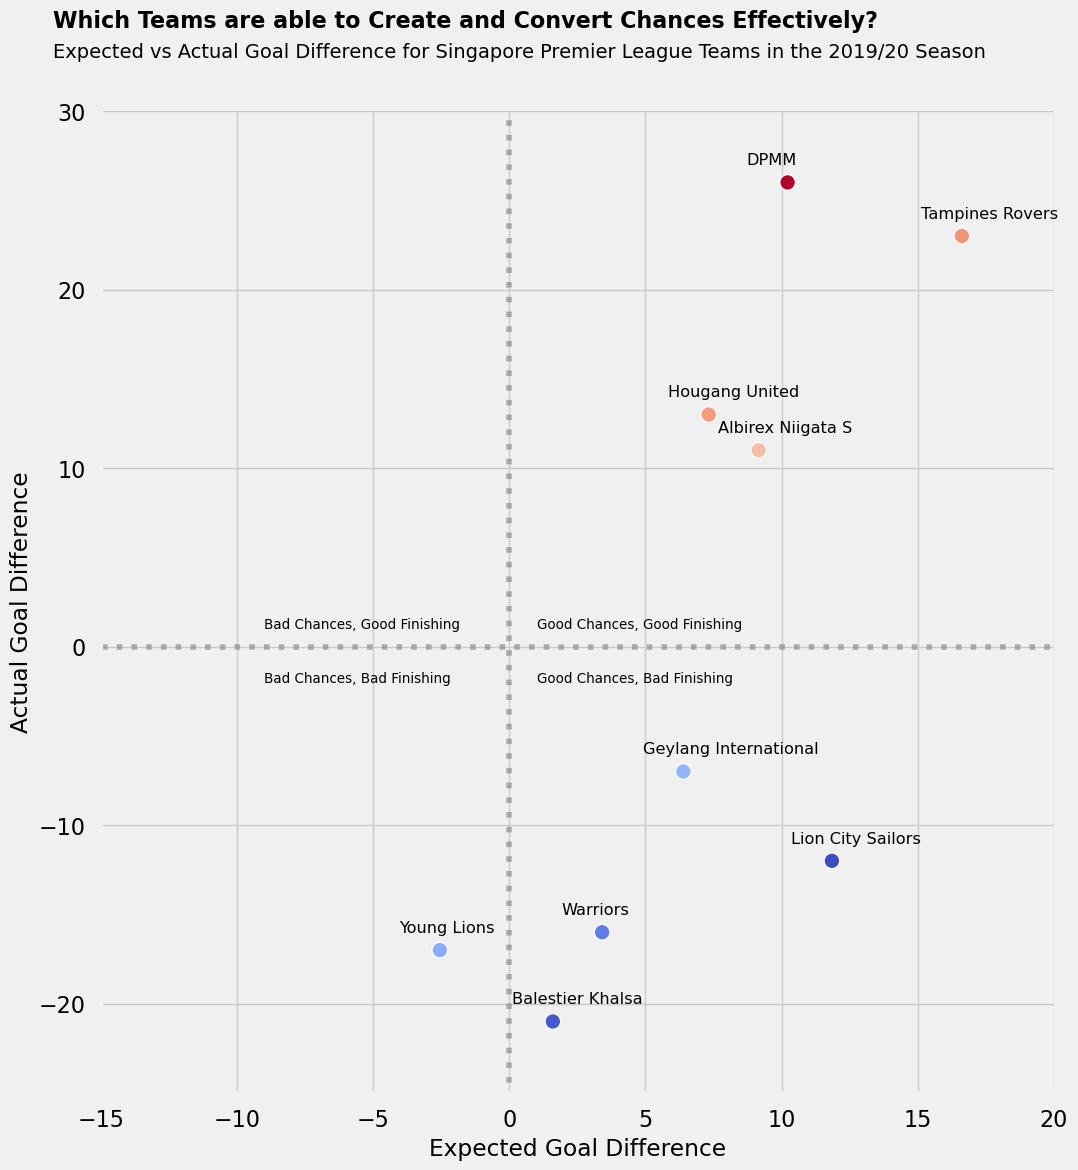 Which Teams are able to Create and Convert Chances Effectively?
Expected vs Actual Goal Difference for Singapore Premier League Teams in the 2019/20 Season
30
DPMM
Tampines Rovers
20
Hougang United
Albirex Niigata S
10
Actual Goal Difference
Bad Chances, Good Finishing
Good Chances, Good Finishing
0
Bad Chances, Bad Finishing
Good Chances, Bad Finishing
Geylang International
−10
Lion City Sailors
Warriors
Young Lions
Balestier Khalsa
−20
−15 −10 −5 0 5 10 15 20
Expected Goal Difference